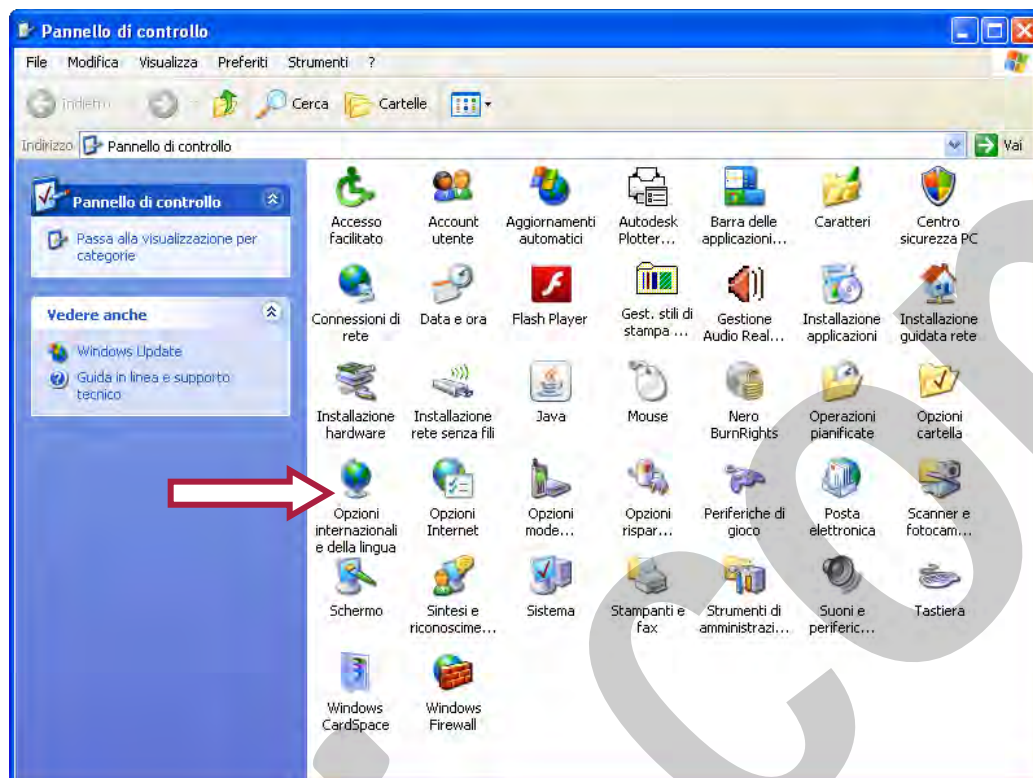 Pannello di controllo
File Modifica Visualizza Preferiti Strumenti ?
Indietro Cerca Cartelle
Indirizzo Pannello di controllo Vai
Pannello di controllo
Passa alla visualizzazione per
categorie
Vedere anche
Windows Update
Guida in linea e supporto
tecnico
Accesso
facilitato
Account
utente
Aggiornamenti
automatici
Autodesk
Plotter...
Barra delle
applicazioni...
Caratteri
Centro
sicurezza PC
Connessioni di
rete
Data e ora
Flash Player
Gest. stili di
stampa ...
Gestione
Audio Real...
Installazione
applicazioni
Installazione
guidata rete
Installazione
hardware
Installazione
rete senza fili
Java
Mouse
Nero
BurnRights
Operazioni
pianificate
Opzioni
cartella
Opzioni
internazionali
e della lingua
Opzioni
Internet
Opzioni
mode...
Opzioni
rispar...
Periferiche di
gioco
Posta
elettronica
Scanner e
fotocam...
Schermo
Sintesi e
riconoscime...
Sistema
Stampanti e
fax
Strumenti di
amministrazi...
Suoni e
periferic...
Tastiera
Windows
CardSpace
Windows
Firewall